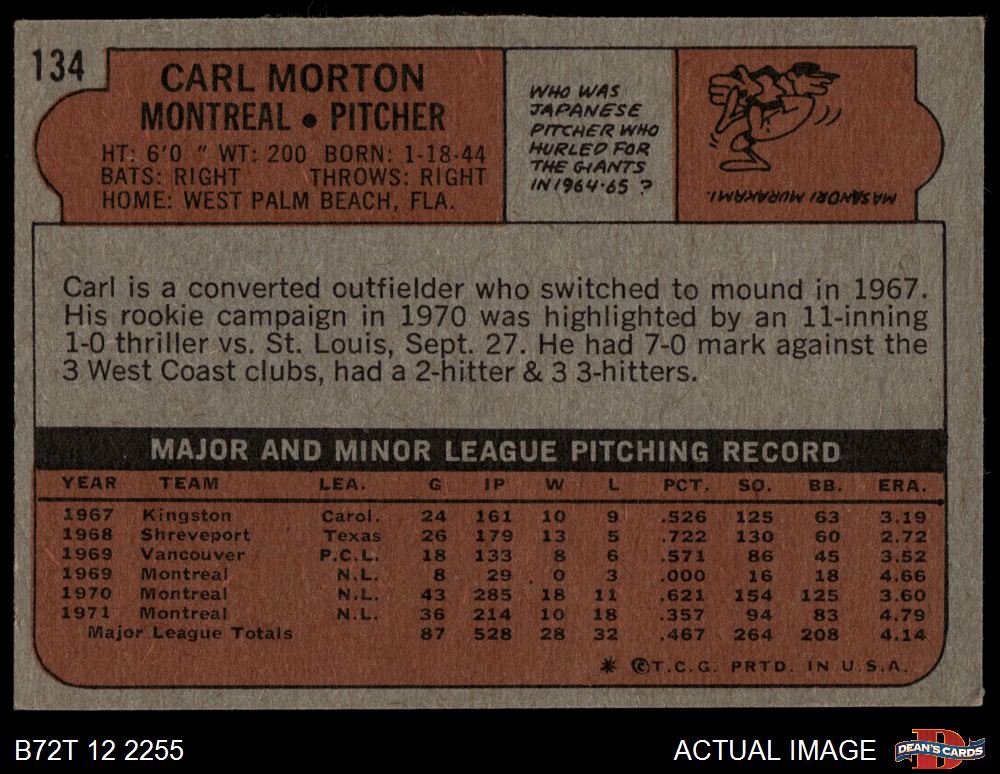 134
CARL MORTON
MONTREAL • PITCHER
HT: 6'0 " WT: 200 BORN: 1-18-44
BATS: RIGHT THROWS: RIGHT
HOME: WEST PALM BEACH, FLA.
WHO WAS
JAPANESE
PITCHER WHO
HURLED FOR
THE GIANTS
IN 1964-65 ?
MASANORI MURAKAMI.
Carl is a converted outfielder who switched to mound in 1967.
His rookie campaign in 1970 was highlighted by an 11-inning
1-0 thriller vs. St. Louis, Sept. 27. He had 7-0 mark against the
3 West Coast clubs, had a 2-hitter & 3 3-hitters.
MAJOR AND MINOR LEAGUE PITCHING RECORD
YEAR TEAM LEA. G IP W L PCT. SO. BB. ERA.
1967 Kingston Carol. 24 161 10 9 .526 125 63 3.19
1968 Shreveport Texas 26 179 13 5 .722 130 60 2.72
1969 Vancouver P.C.L. 18 133 8 6 .571 86 45 3.52
1969 Montreal N.L. 8 29 0 3 .000 16 18 4.66
1970 Montreal N.L. 43 285 18 11 .621 154 125 3.60
1971 Montreal N.L. 36 214 10 18 .357 94 83 4.79
Major League Totals 87 528 28 32 .467 264 208 4.14
* ©T.C.G. PRTD. IN U.S.A.
B72T 12 2255
ACTUAL IMAGE
DEAN'S CARDS